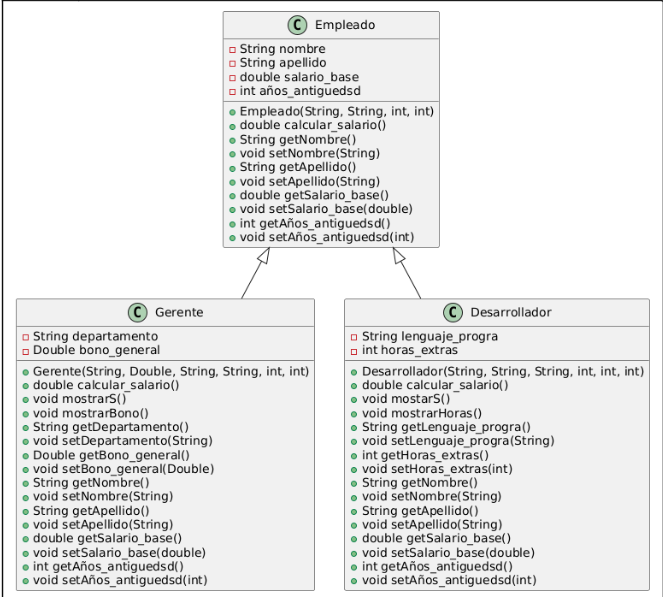 C Empleado
String nombre
String apellido
double salario_base
int años_antiguedsd
Empleado(String, String, int, int)
double calcular_salario()
String getNombre()
void setNombre(String)
String getApellido()
void setApellido(String)
double getSalario_base()
void setSalario_base(double)
int getAños_antiguedsd()
void setAños_antiguedsd(int)
C Gerente
String departamento
Double bono_general
Gerente(String, Double, String, String, int, int)
double calcular_salario()
void mostrarS()
void mostrarBono()
String getDepartamento()
void setDepartamento(String)
Double getBono_general()
void setBono_general(Double)
String getNombre()
void setNombre(String)
String getApellido()
void setApellido(String)
double getSalario_base()
void setSalario_base(double)
int getAños_antiguedsd()
void setAños_antiguedsd(int)
C Desarrollador
String lenguaje_progra
int horas_extras
Desarrollador(String, String, String, int, int, int)
double calcular_salario()
void mostarS()
void mostrarHoras()
String getLenguaje_progra()
void setLenguaje_progra(String)
int getHoras_extras()
void setHoras_extras(int)
String getNombre()
void setNombre(String)
String getApellido()
void setApellido(String)
double getSalario_base()
void setSalario_base(double)
int getAños_antiguedsd()
void setAños_antiguedsd(int)